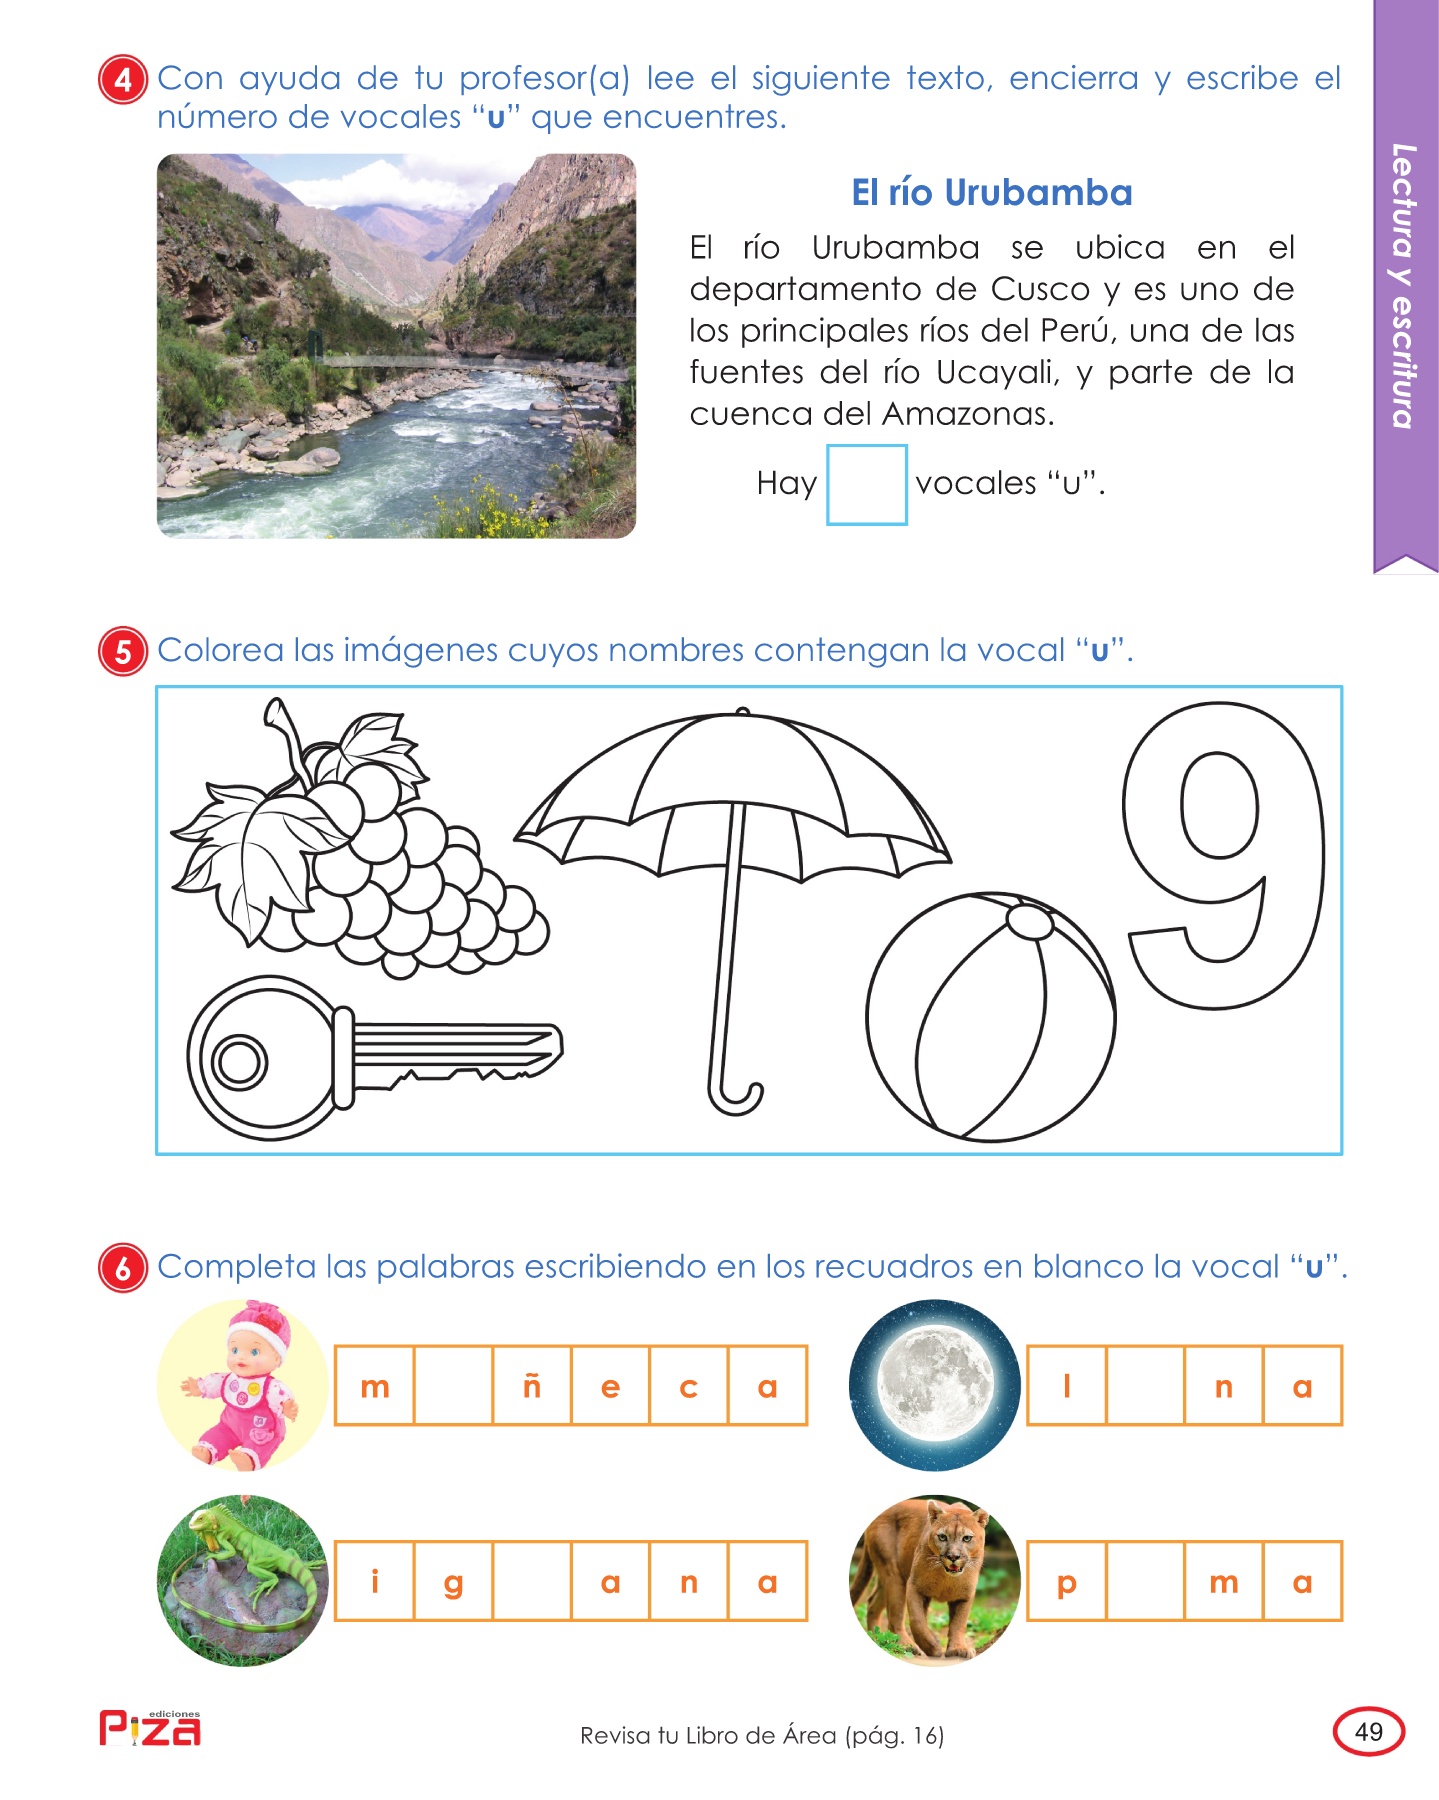 4 Con ayuda de tu profesor(a) lee el siguiente texto, encierra y escribe el
número de vocales “u” que encuentres.
El río Urubamba
El río Urubamba se ubica en el
departamento de Cusco y es uno de
los principales ríos del Perú, una de las
fuentes del río Ucayali, y parte de la
cuenca del Amazonas.
Hay vocales “u”.
Lectura y escritura
5 Colorea las imágenes cuyos nombres contengan la vocal “u”.
9
6 Completa las palabras escribiendo en los recuadros en blanco la vocal “u”.
m ñ e c a
l n a
i g a n a
p m a
ediciones
Piza
Revisa tu Libro de Área (pág. 16)
49